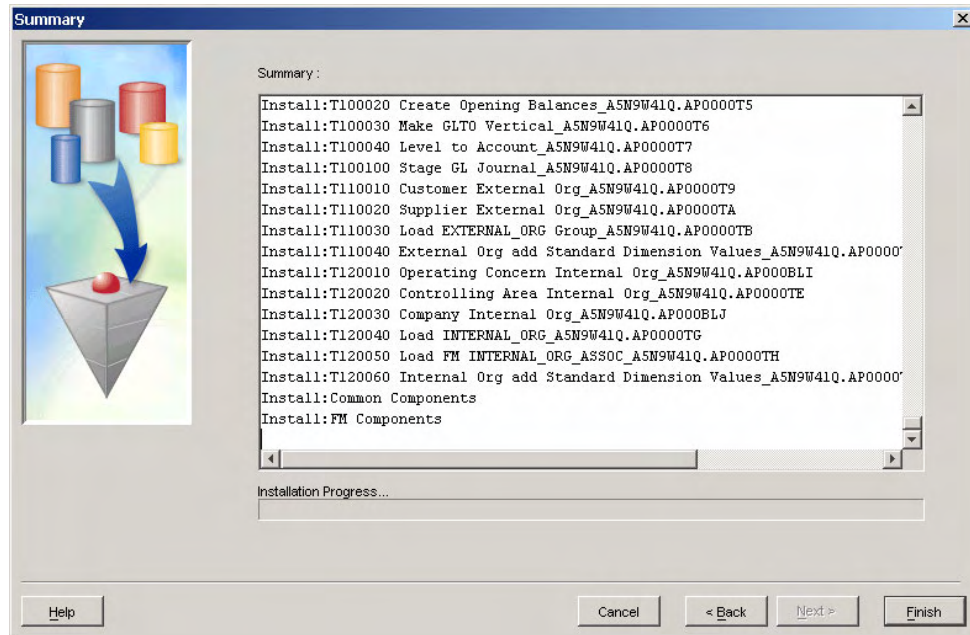 Summary
Summary :
Install:T100020 Create Opening Balances_A5N9W41Q.AP0000T5
Install:T100030 Make GLT0 Vertical_A5N9W41Q.AP0000T6
Install:T100040 Level to Account_A5N9W41Q.AP0000T7
Install:T100100 Stage GL Journal_A5N9W41Q.AP0000T8
Install:T110010 Customer External Org_A5N9W41Q.AP0000T9
Install:T110020 Supplier External Org_A5N9W41Q.AP0000TA
Install:T110030 Load EXTERNAL_ORG Group_A5N9W41Q.AP0000TB
Install:T110040 External Org add Standard Dimension Values_A5N9W41Q.AP0000
Install:T120010 Operating Concern Internal Org_A5N9W41Q.AP000BLI
Install:T120020 Controlling Area Internal Org_A5N9W41Q.AP0000TE
Install:T120030 Company Internal Org_A5N9W41Q.AP000BLJ
Install:T120040 Load INTERNAL_ORG_A5N9W41Q.AP0000TG
Install:T120050 Load FM INTERNAL_ORG_ASSOC_A5N9W41Q.AP0000TH
Install:T120060 Internal Org add Standard Dimension Values_A5N9W41Q.AP0000
Install:Common Components
Install:FM Components
Installation Progress...
Help Cancel < Back Next > Finish